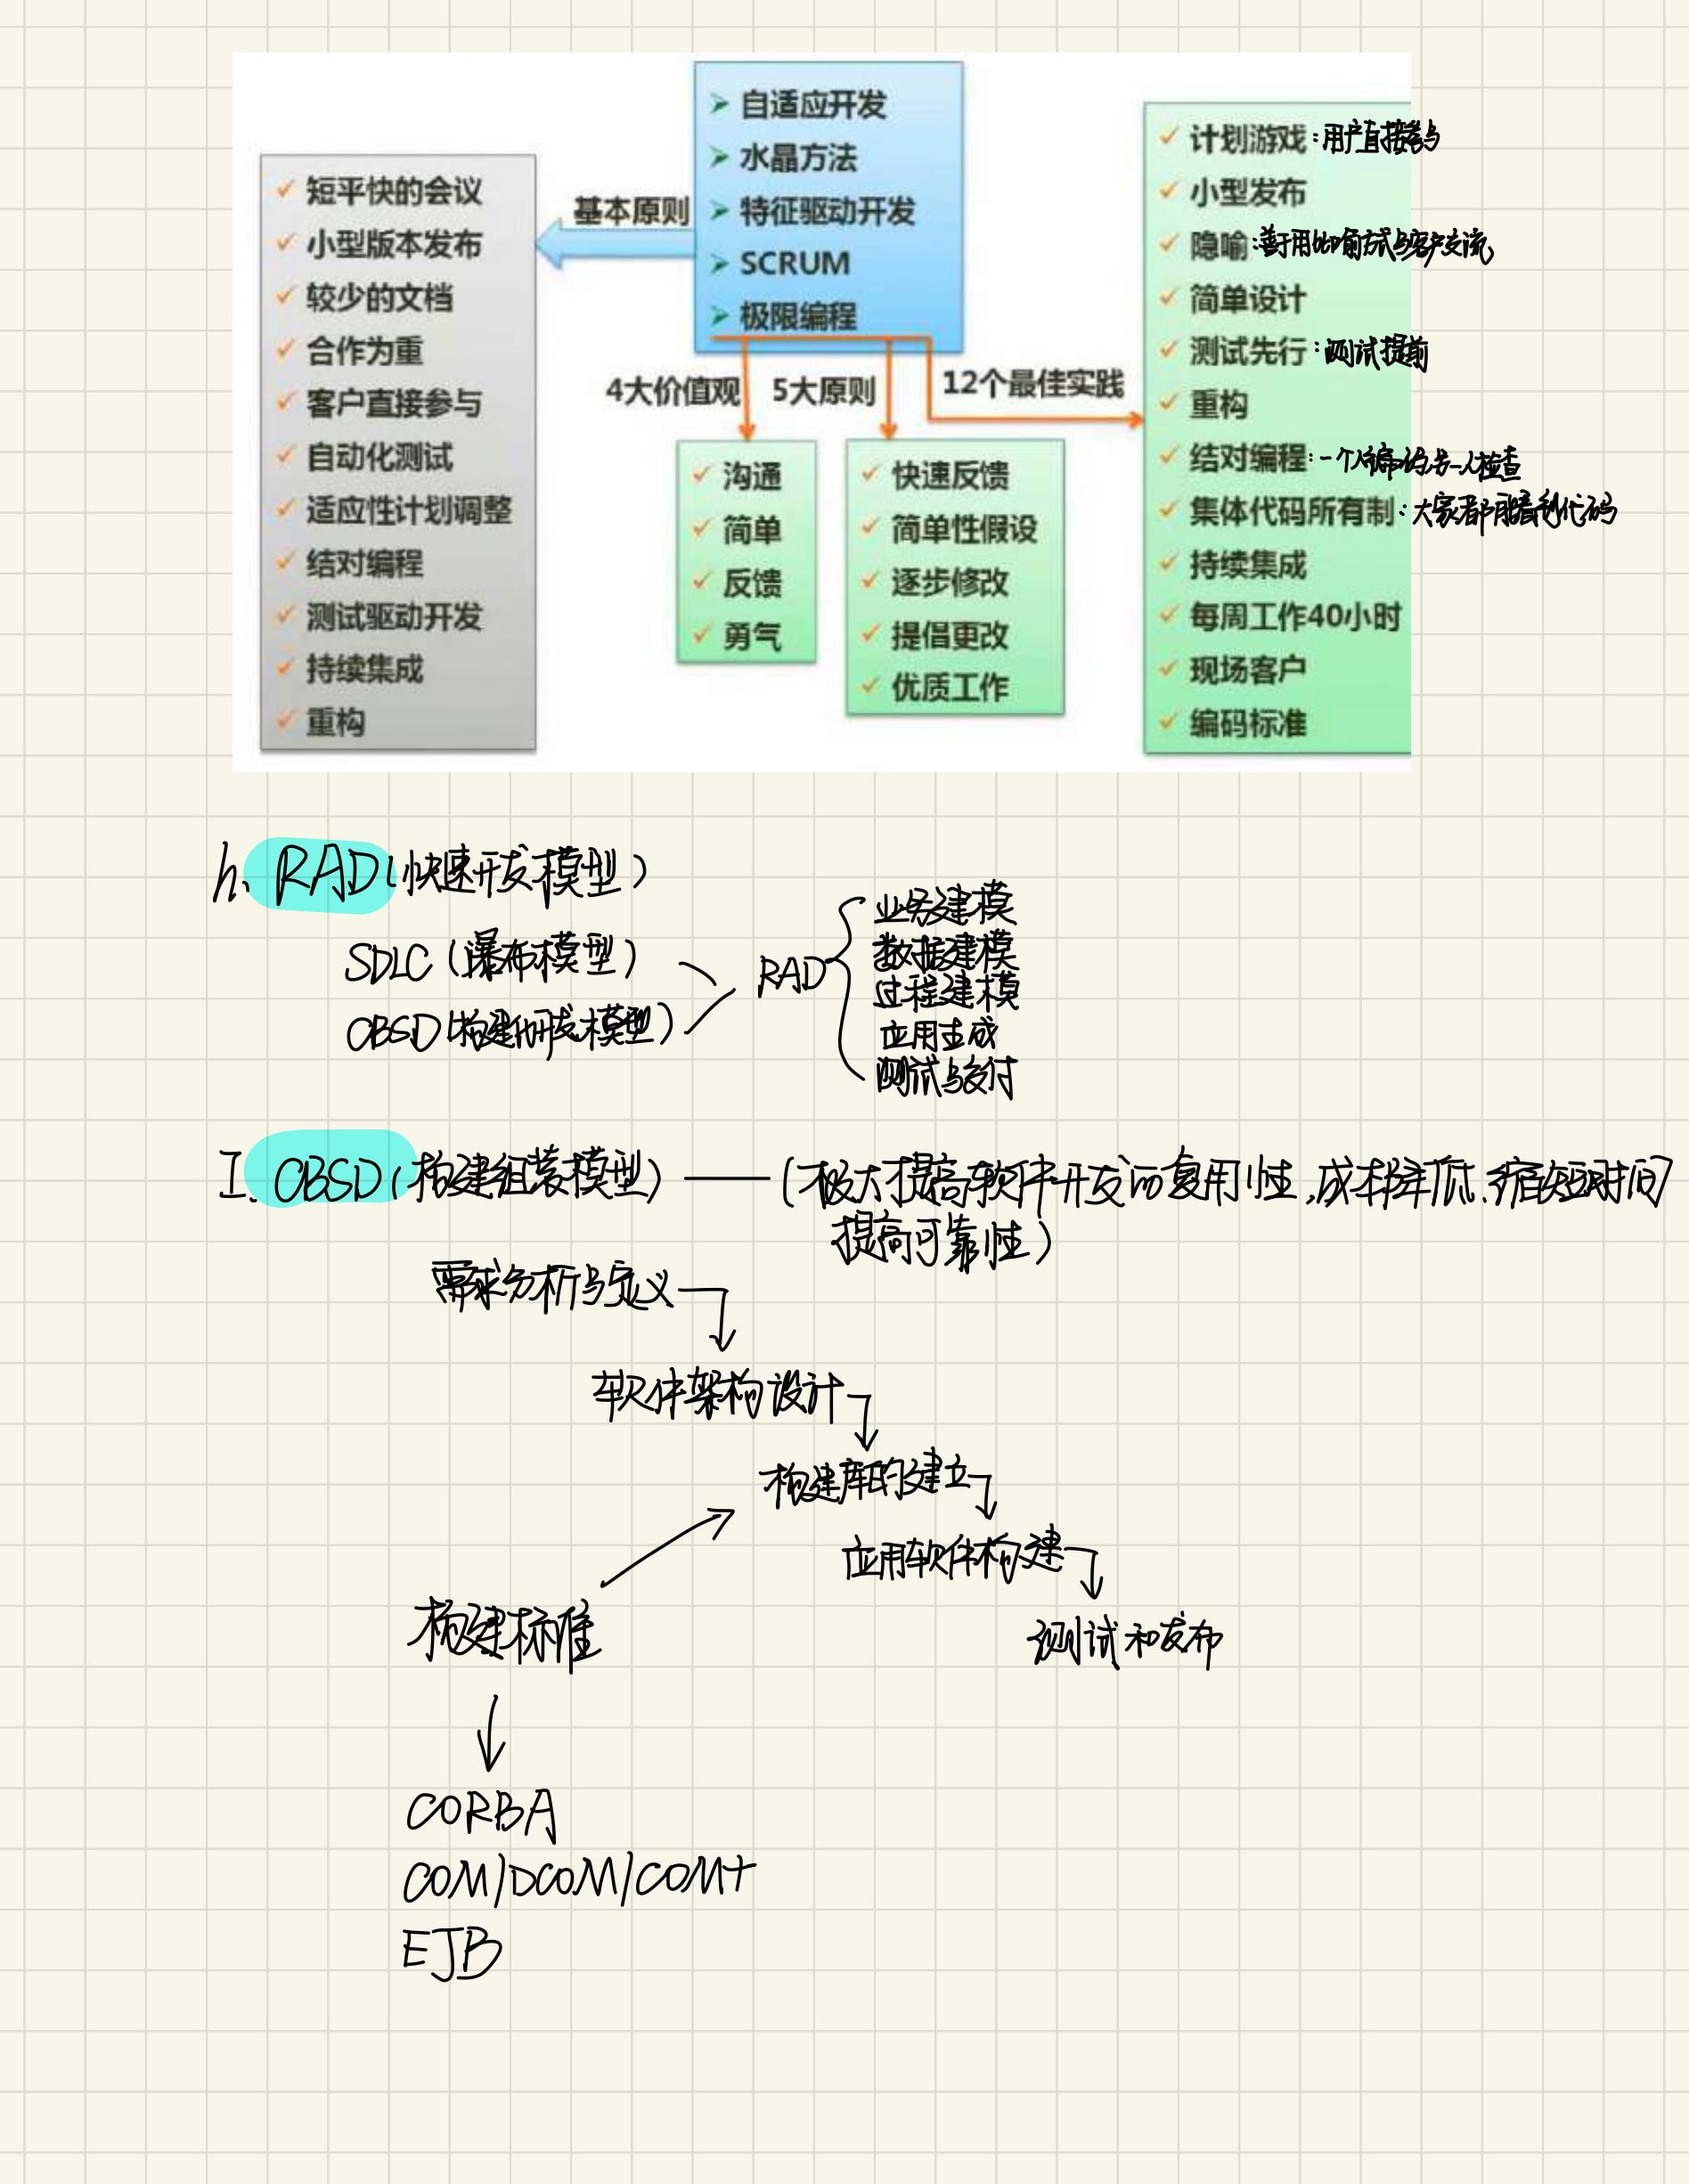 自适应开发
水晶方法
特征驱动开发
SCRUM
极限编程
基本原则
短平快的会议
小型版本发布
较少的文档
合作为重
客户直接参与
自动化测试
适应性计划调整
结对编程
测试驱动开发
持续集成
重构
4大价值观
沟通
简单
反馈
勇气
5大原则
快速反馈
简单性假设
逐步修改
提倡更改
优质工作
12个最佳实践
计划游戏:用户直接参与
小型发布
隐喻:善于用比喻方式与客户交流
简单设计
测试先行:测试提前
重构
结对编程:一个人编码另一人检查
集体代码所有制:大家都能看到代码
持续集成
每周工作40小时
现场客户
编码标准
h、RAD(快速开发模型)
SDLC(瀑布模型)
CBSD(构建件开发模型)
RAD
业务建模
数据建模
过程建模
应用生成
测试与交付
I. CBSD(构建组装模型)——(极大提高软件开发的复用性,成本降低、缩短时间
提高可靠性)
需求分析与定义
软件架构设计
构建库的建立
应用软件构建
测试和发布
构建标准
CORBA
COM/DCOM/COM+
EJB